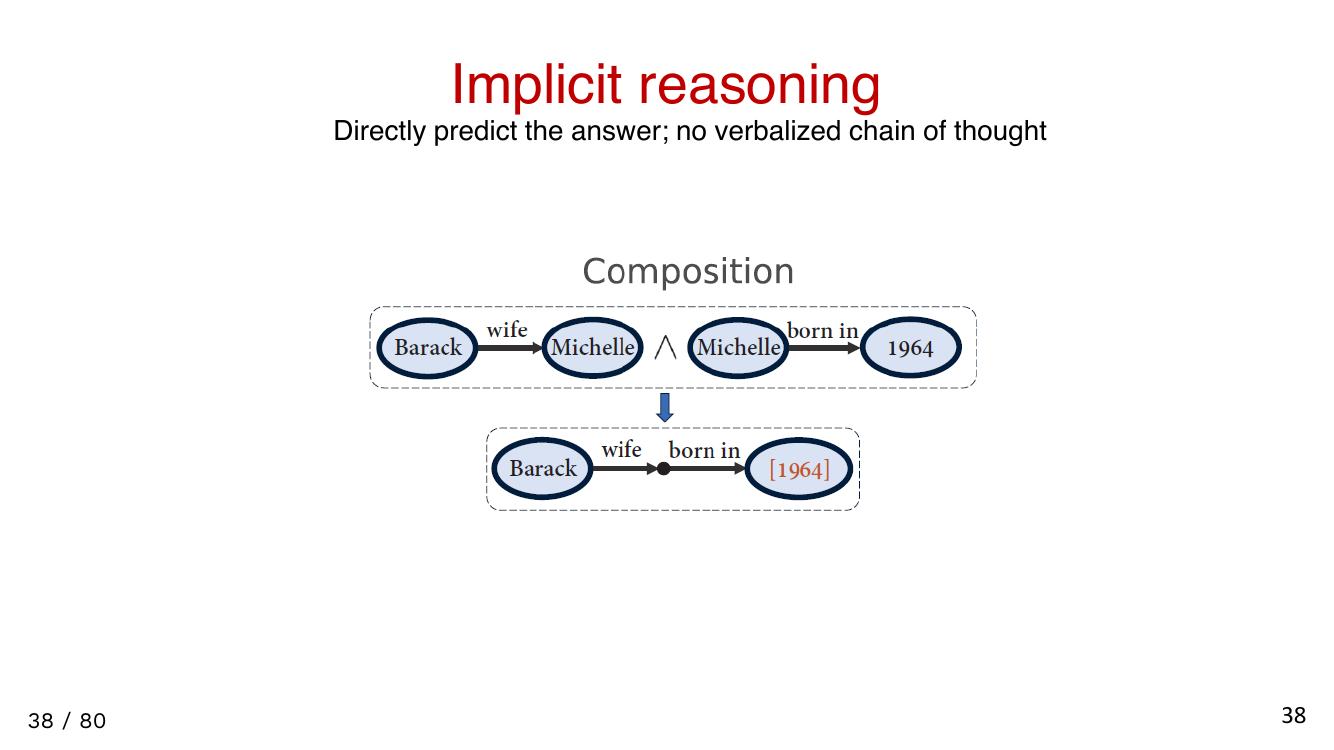 Implicit reasoning
Directly predict the answer; no verbalized chain of thought
Composition
Barack wife Michelle ∧ Michelle born in 1964
Barack wife born in [1964]
38 / 80
38